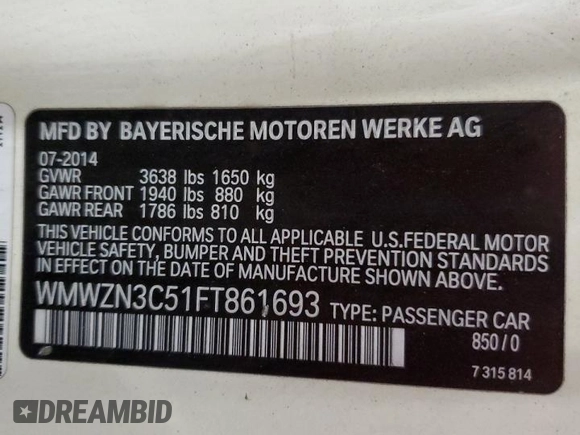 MFD BY BAYERISCHE MOTOREN WERKE AG
07-2014
GVWR 3638 lbs 1650 kg
GAWR FRONT 1940 lbs 880 kg
GAWR REAR 1786 lbs 810 kg
THIS VEHICLE CONFORMS TO ALL APPLICABLE U.S.FEDERAL MOTOR
VEHICLE SAFETY, BUMPER AND THEFT PREVENTION STANDARDS
IN EFFECT ON THE DATE OF MANUFACTURE SHOWN ABOVE.
WMWZN3C51FT861693 TYPE: PASSENGER CAR
850/0
7 315 814
DREAMBID